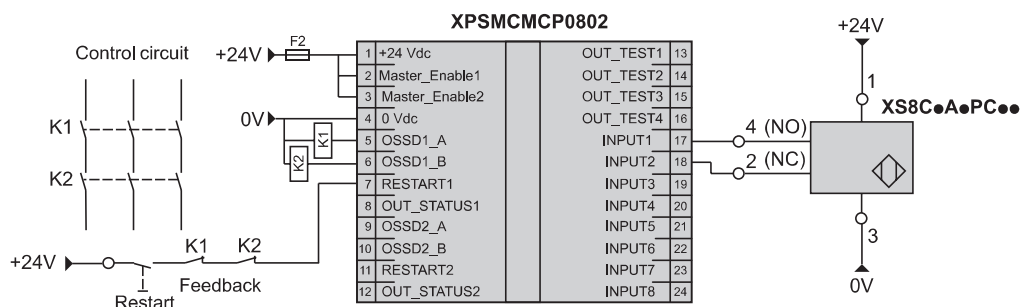 XPSMCMCP0802
Control circuit
K1
K2
+24V
F2
0V
K1
K2
1 +24 Vdc
2 Master_Enable1
3 Master_Enable2
4 0 Vdc
5 OSSD1_A
6 OSSD1_B
7 RESTART1
8 OUT_STATUS1
9 OSSD2_A
10 OSSD2_B
11 RESTART2
12 OUT_STATUS2
OUT_TEST1 13
OUT_TEST2 14
OUT_TEST3 15
OUT_TEST4 16
INPUT1 17
INPUT2 18
INPUT3 19
INPUT4 20
INPUT5 21
INPUT6 22
INPUT7 23
INPUT8 24
+24V
1
XS8C●A●PC●●
4 (NO)
2 (NC)
3
0V
+24V
K1
K2
Feedback
Restart